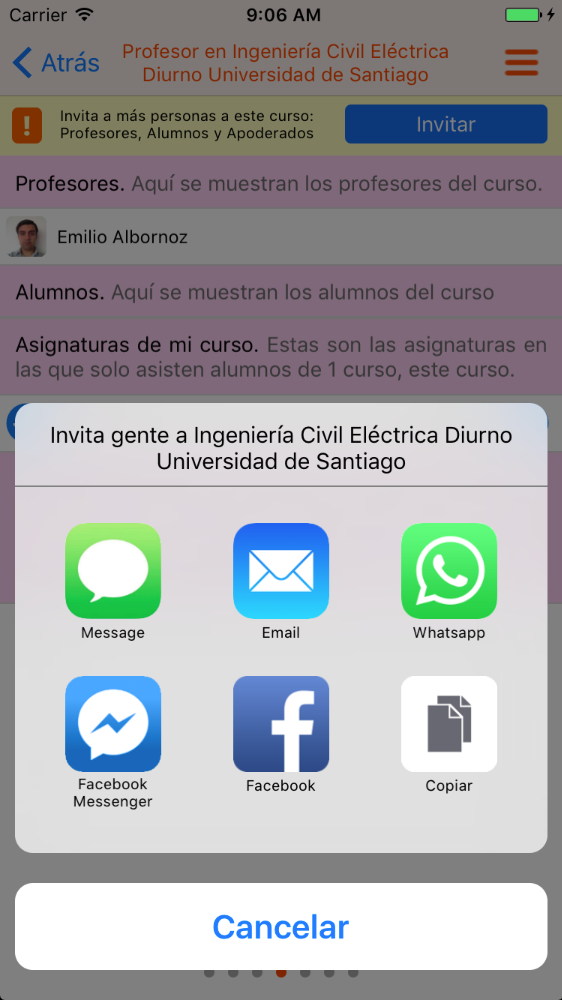 Carrier
9:06 AM
Atrás
Profesor en Ingeniería Civil Eléctrica
Diurno Universidad de Santiago
Invita a más personas a este curso:
Profesores, Alumnos y Apoderados
Invitar
Profesores. Aquí se muestran los profesores del curso.
Emilio Albornoz
Alumnos. Aquí se muestran los alumnos del curso
Asignaturas de mi curso. Estas son las asignaturas en
las que solo asisten alumnos de 1 curso, este curso.
Invita gente a Ingeniería Civil Eléctrica Diurno
Universidad de Santiago
Message
Email
Whatsapp
Facebook
Messenger
Facebook
Copiar
Cancelar